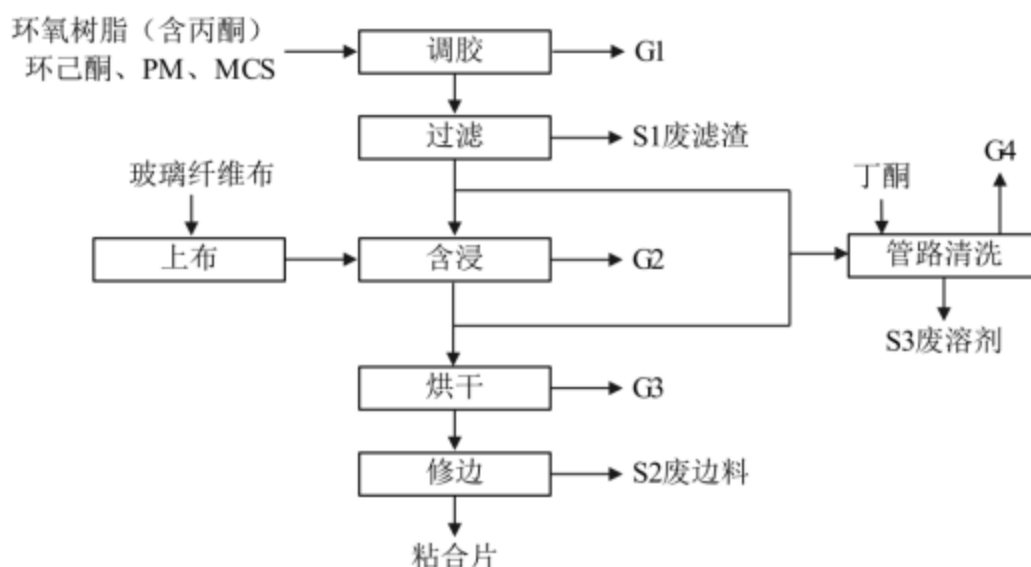 环氧树脂（含丙酮）
环己酮、PM、MCS
调胶
G1
过滤
S1废滤渣
玻璃纤维布
丁酮
G4
上布
含浸
G2
管路清洗
S3废溶剂
烘干
G3
修边
S2废边料
粘合片